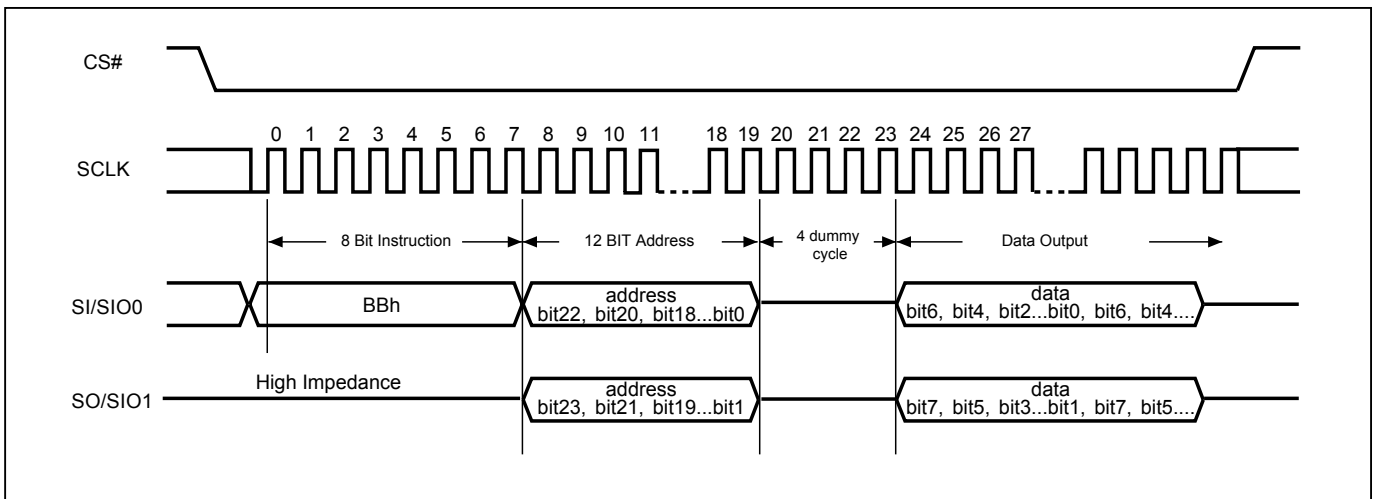 CS#
0 1 2 3 4 5 6 7 8 9 10 11 18 19 20 21 22 23 24 25 26 27
SCLK
8 Bit Instruction
12 BIT Address
4 dummy
cycle
Data Output
SI/SIO0
BBh
address
bit22, bit20, bit18...bit0
data
bit6, bit4, bit2...bit0, bit6, bit4....
High Impedance
SO/SIO1
address
bit23, bit21, bit19...bit1
data
bit7, bit5, bit3...bit1, bit7, bit5....